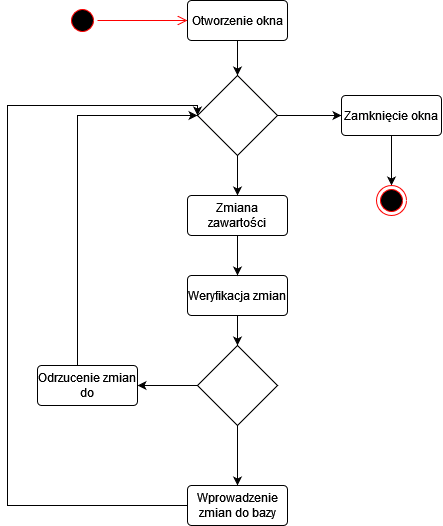 Otworzenie okna
Zamknięcie okna
Zmiana
zawartości
Weryfikacja zmian
Odrzucenie zmian
do
Wprowadzenie
zmian do bazy